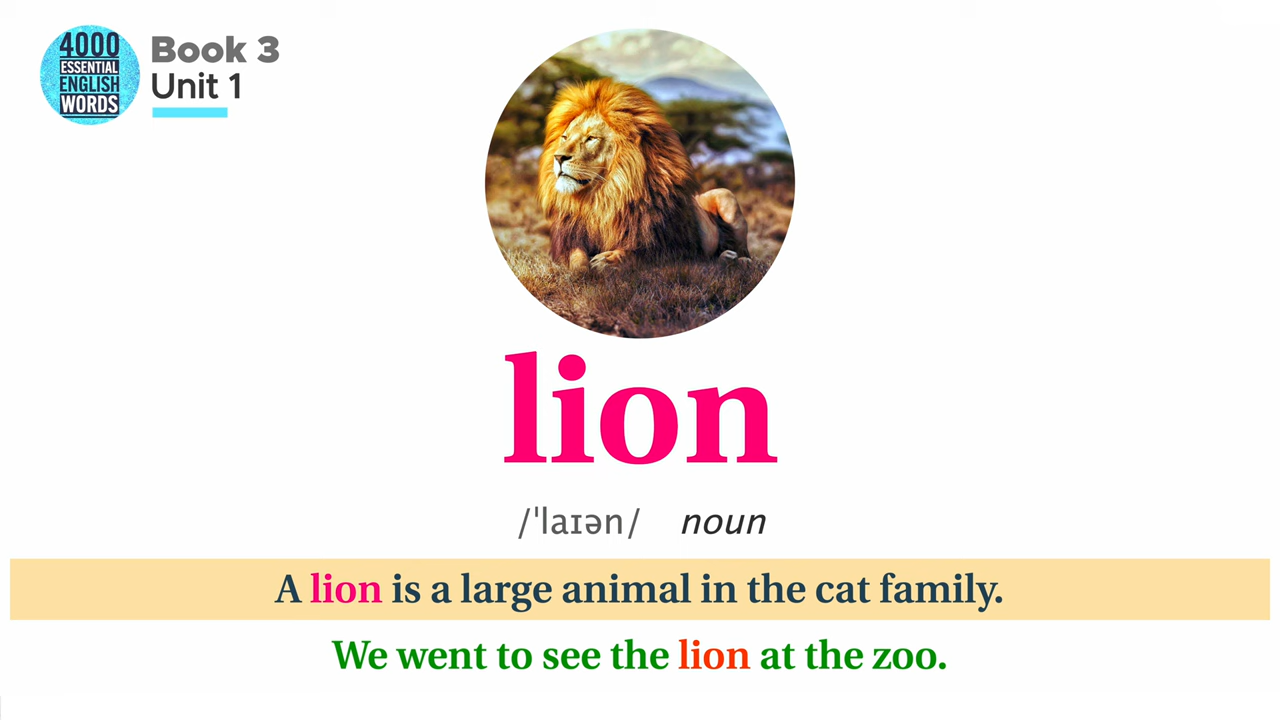 4000
ESSENTIAL
ENGLISH
WORDS
Book 3
Unit 1
lion
/ˈlaɪən/ noun
A lion is a large animal in the cat family.
We went to see the lion at the zoo.